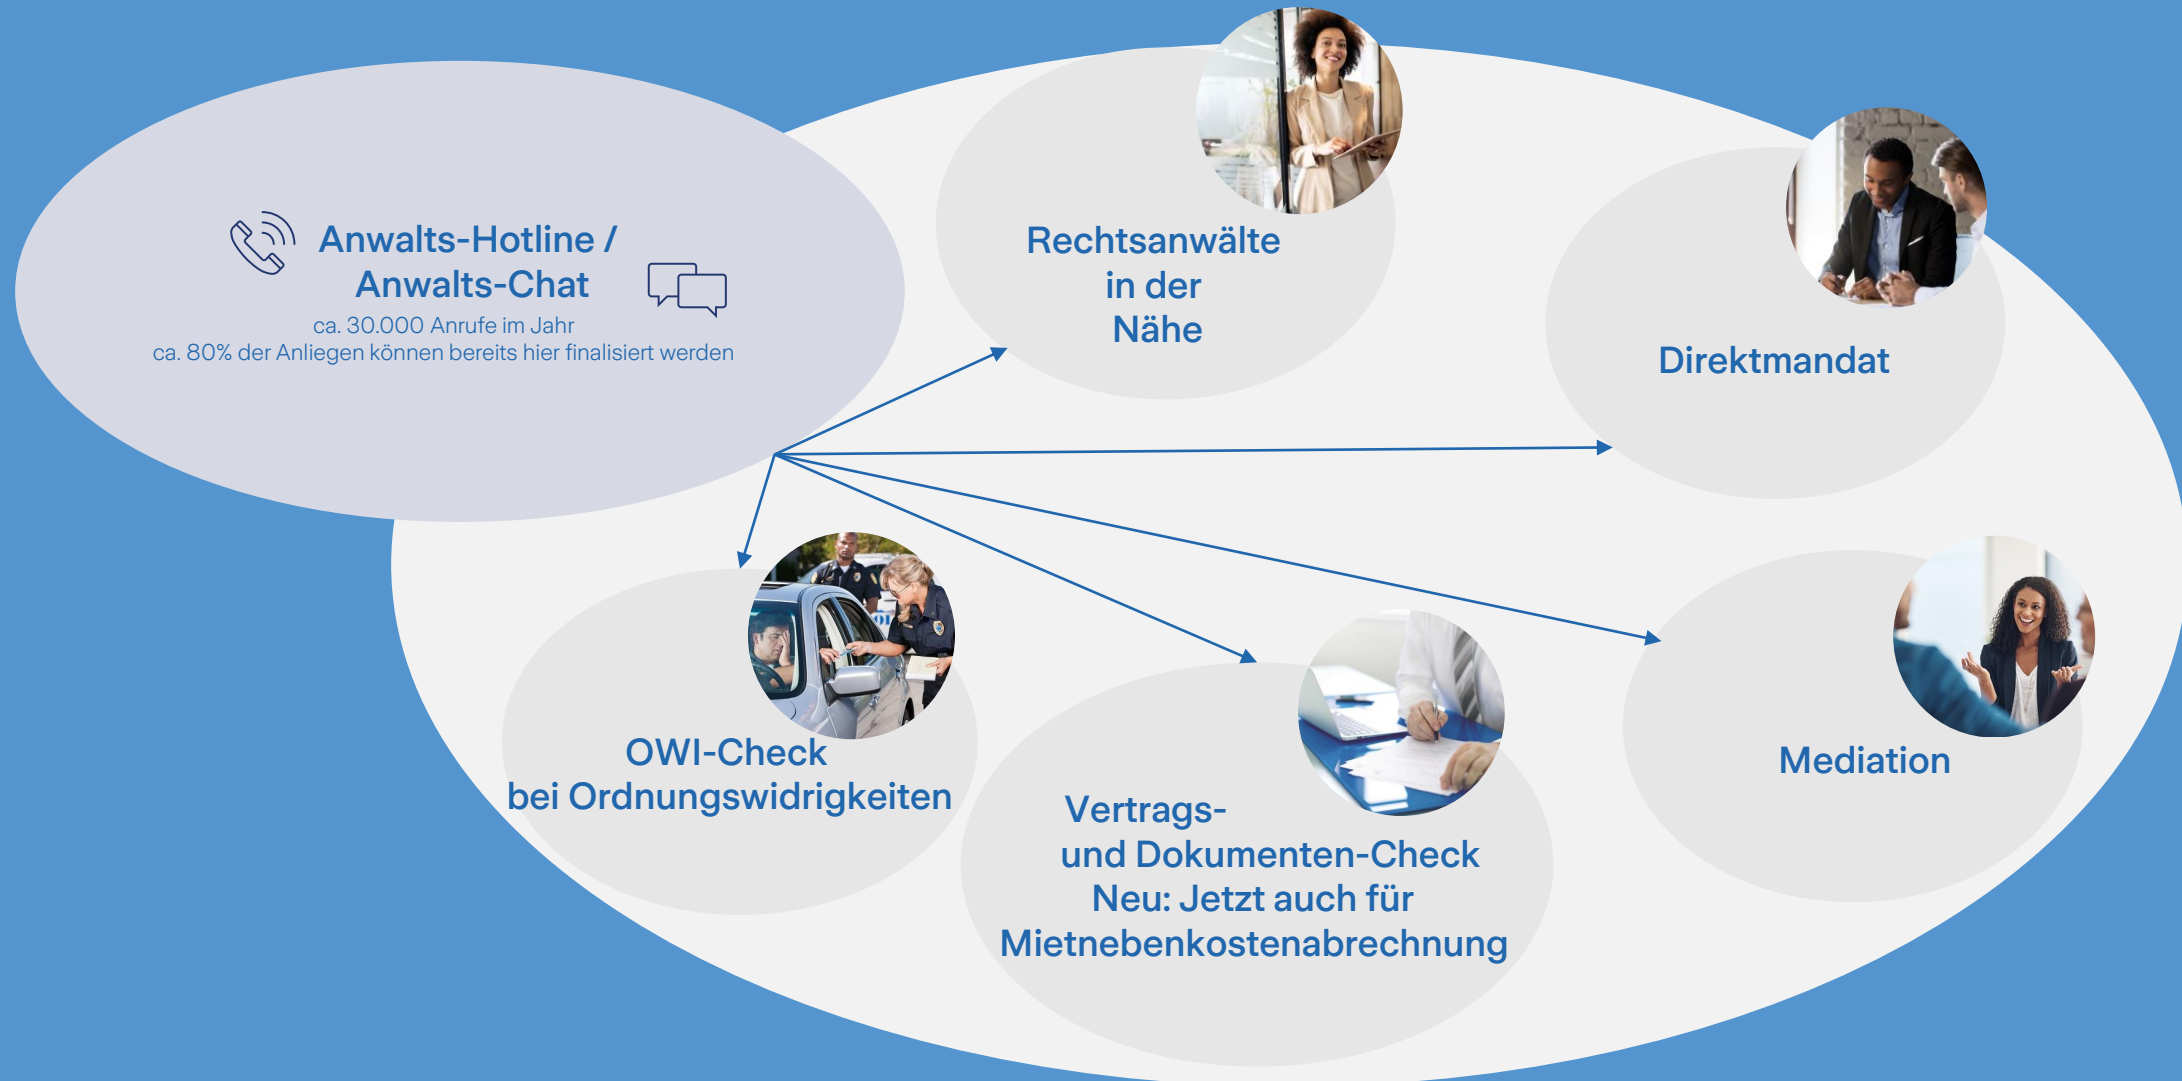 Anwalts-Hotline /
Anwalts-Chat
ca. 30.000 Anrufe im Jahr
ca. 80% der Anliegen können bereits hier finalisiert werden
Rechtsanwälte
in der
Nähe
Direktmandat
OWI-Check
bei Ordnungswidrigkeiten
Vertrags-
und Dokumenten-Check
Neu: Jetzt auch für
Mietnebenkostenabrechnung
Mediation